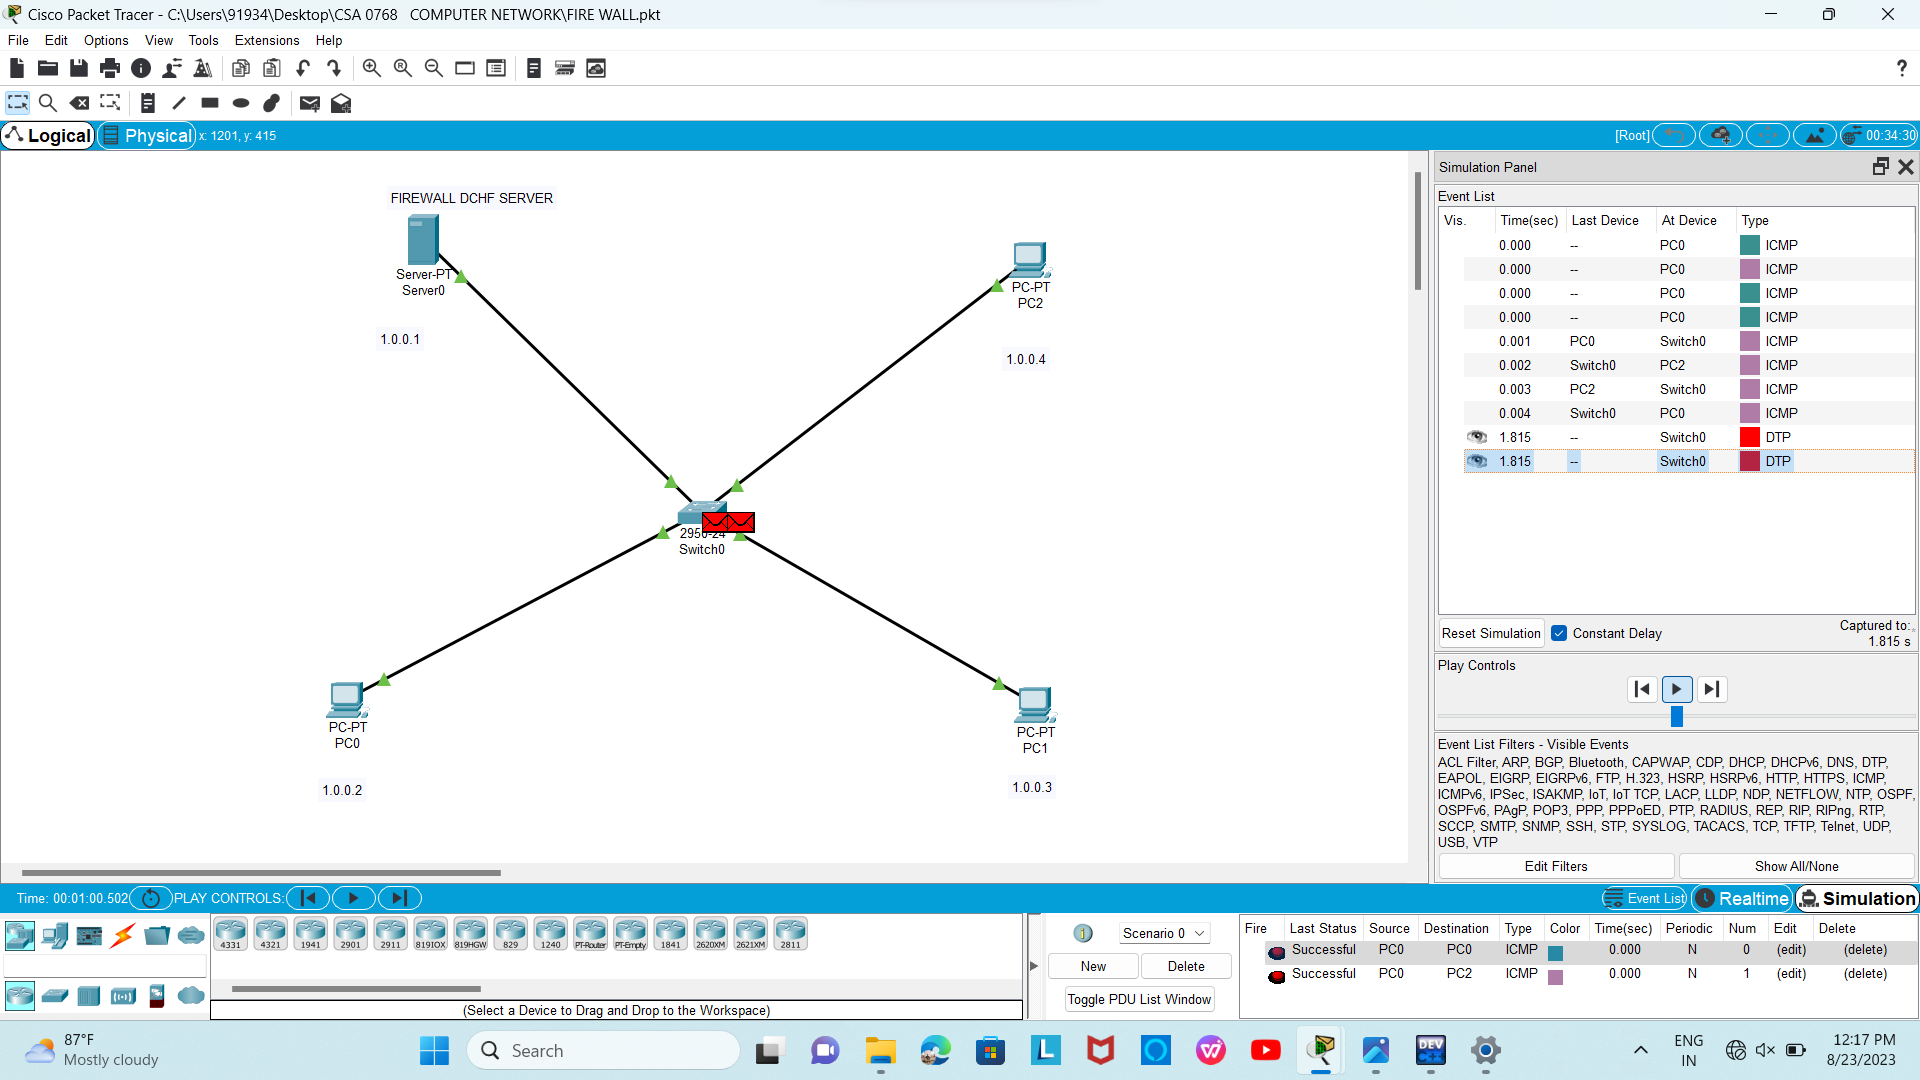 Cisco Packet Tracer - C:\Users\91934\Desktop\CSA 0768   COMPUTER NETWORK\FIRE WALL.pkt
File Edit Options View Tools Extensions Help
Logical Physical x: 1201, y: 415
[Root] 00:34:30
FIREWALL DCHF SERVER
Server-PT
Server0
1.0.0.1
PC-PT
PC2
1.0.0.4
2950-24
Switch0
PC-PT
PC0
1.0.0.2
PC-PT
PC1
1.0.0.3
Simulation Panel
Event List
Vis. Time(sec) Last Device At Device Type
0.000 -- PC0 ICMP
0.000 -- PC0 ICMP
0.000 -- PC0 ICMP
0.000 -- PC0 ICMP
0.001 PC0 Switch0 ICMP
0.002 Switch0 PC2 ICMP
0.003 PC2 Switch0 ICMP
0.004 Switch0 PC0 ICMP
1.815 -- Switch0 DTP
1.815 -- Switch0 DTP
Reset Simulation Constant Delay
Captured to:
1.815 s
Play Controls
Event List Filters - Visible Events
ACL Filter, ARP, BGP, Bluetooth, CAPWAP, CDP, DHCP, DHCPv6, DNS, DTP,
EAPOL, EIGRP, EIGRPv6, FTP, H.323, HSRP, HSRPv6, HTTP, HTTPS, ICMP,
ICMPv6, IPSec, ISAKMP, IoT, IoT TCP, LACP, LLDP, NDP, NETFLOW, NTP, OSPF,
OSPFv6, PAgP, POP3, PPP, PPPoED, PTP, RADIUS, REP, RIP, RIPng, RTP,
SCCP, SMTP, SNMP, SSH, STP, SYSLOG, TACACS, TCP, TFTP, Telnet, UDP,
USB, VTP
Edit Filters Show All/None
Time: 00:01:00.502 PLAY CONTROLS: Event List Realtime Simulation
4331 4321 1941 2901 2911 819IOX 819HGW 829 1240 PT-Router PT-Empty 1841 2620XM 2621XM 2811
(Select a Device to Drag and Drop to the Workspace)
Scenario 0
New Delete
Toggle PDU List Window
Fire Last Status Source Destination Type Color Time(sec) Periodic Num Edit Delete
Successful PC0 PC0 ICMP 0.000 N 0 (edit) (delete)
Successful PC0 PC2 ICMP 0.000 N 1 (edit) (delete)
87°F
Mostly cloudy
Search
DEV
C++
ENG
IN
12:17 PM
8/23/2023